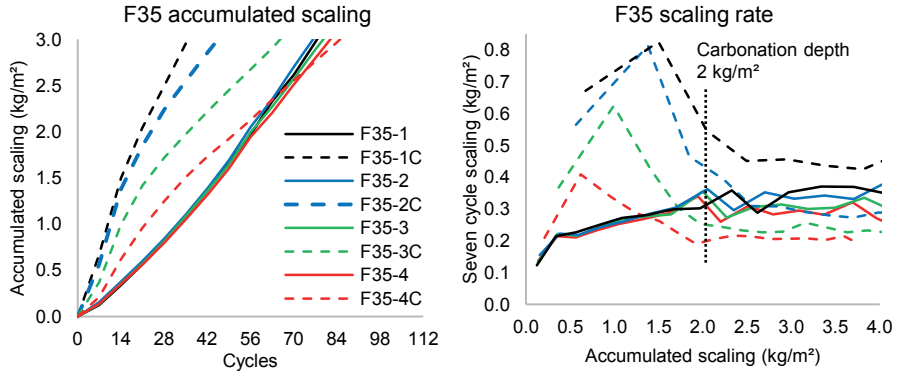 F35 accumulated scaling
Accumulated scaling (kg/m²)
3.0
2.5
2.0
1.5
1.0
0.5
0.0
F35-1
F35-1C
F35-2
F35-2C
F35-3
F35-3C
F35-4
F35-4C
0 14 28 42 56 70 84 98 112
Cycles
F35 scaling rate
Seven cycle scaling (kg/m²)
0.8
0.7
0.6
0.5
0.4
0.3
0.2
0.1
0.0
Carbonation depth
2 kg/m²
0.0 0.5 1.0 1.5 2.0 2.5 3.0 3.5 4.0
Accumulated scaling (kg/m²)